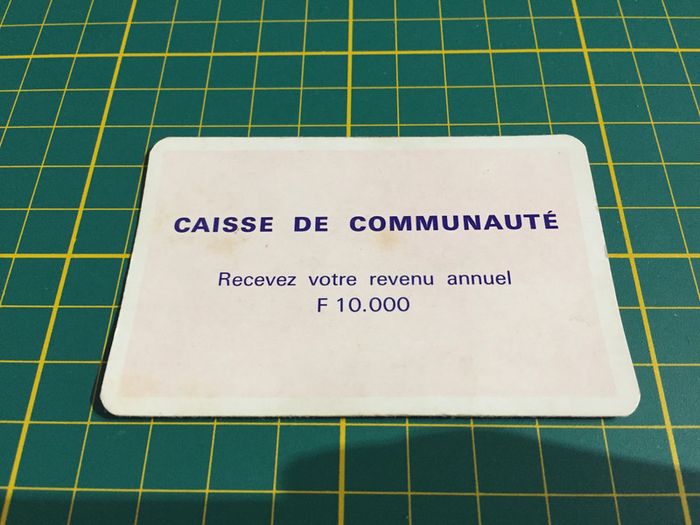 CAISSE DE COMMUNAUTÉ
Recevez votre revenu annuel
F 10.000